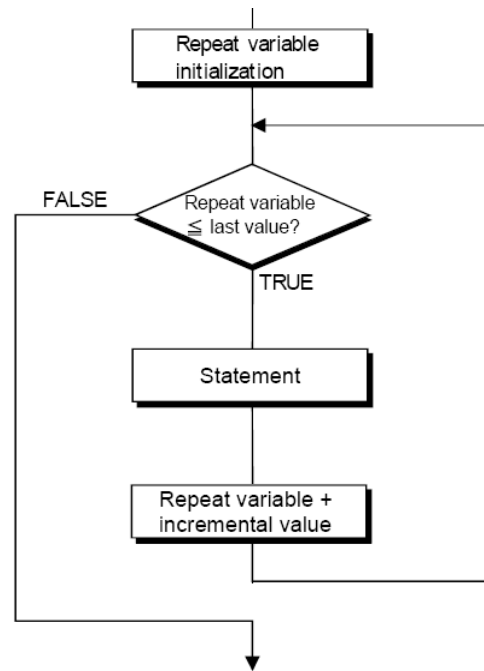 Repeat variable
initialization
FALSE
Repeat variable
≦ last value?
TRUE
Statement
Repeat variable +
incremental value